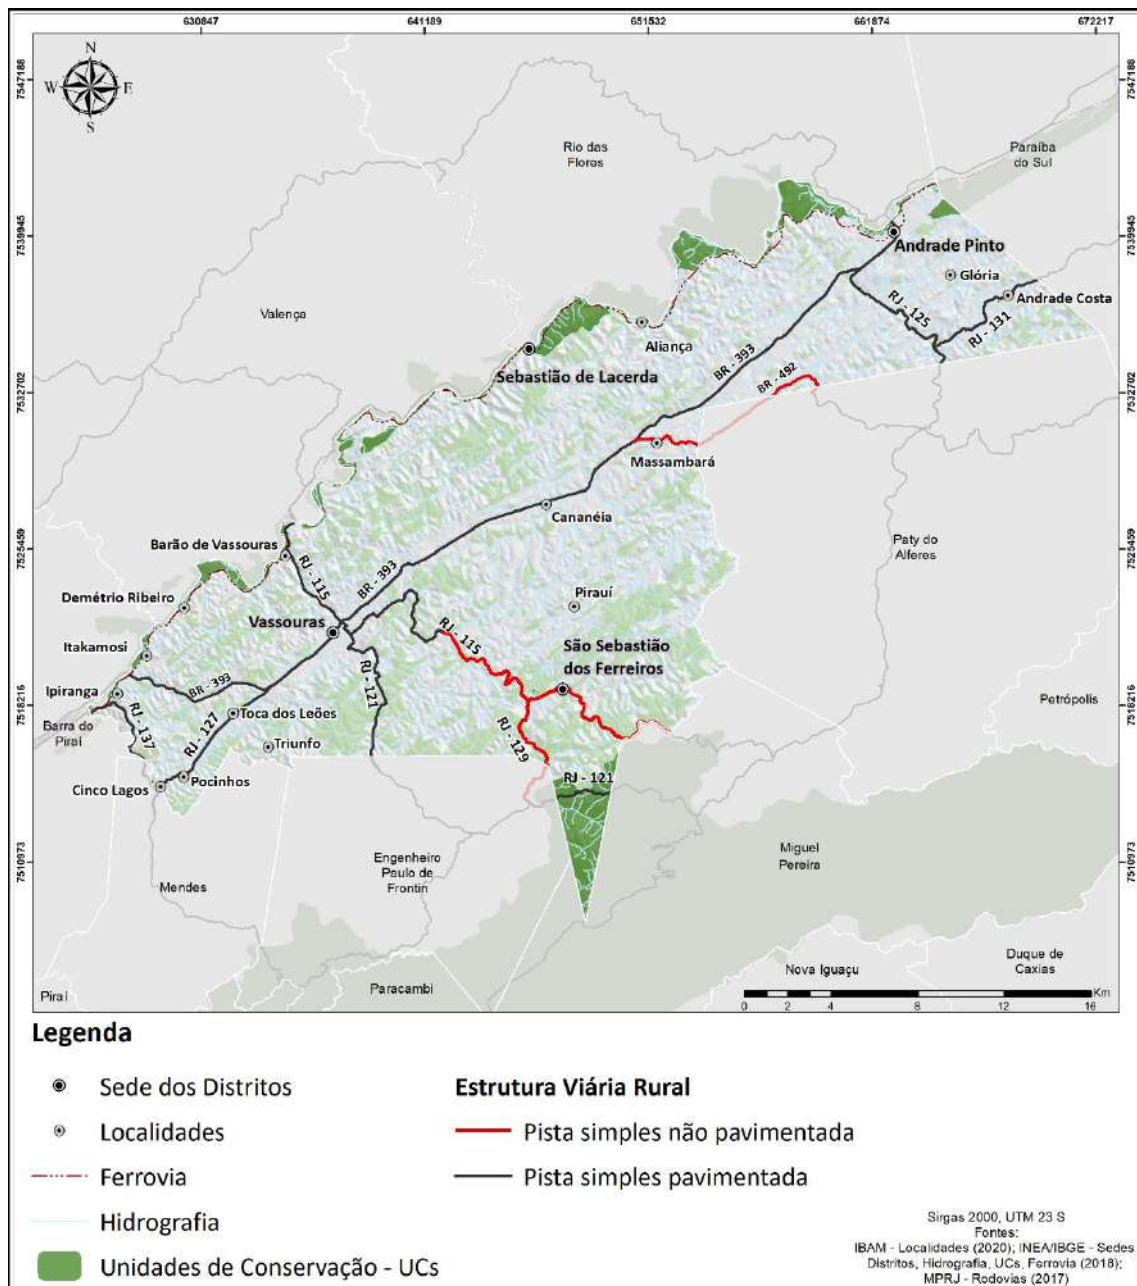 630847
641189
651532
661874
672217
N
W
E
S
7547188
7547188
Rio das
Flores
Paraíba
do Sul
7539945
7539945
Andrade Pinto
Glória
Andrade Costa
RJ - 125
RJ - 131
Valença
Aliança
Sebastião de Lacerda
BR - 393
BR - 492
7532702
7532702
Massambará
Cananéia
Barão de Vassouras
7525459
7525459
Paty do
Alferes
RJ - 115
BR - 393
Demétrio Ribeiro
Pirauí
Vassouras
RJ - 115
São Sebastião
dos Ferreiros
Itakamosi
RJ - 121
Ipiranga
BR - 393
Petrópolis
7518216
7518216
Barra do
Piraí
RJ - 137
RJ - 127
Toca dos Leões
Triunfo
RJ - 129
RJ - 121
Cinco Lagos
Pocinhos
7510973
7510973
Engenheiro
Paulo de
Frontin
Miguel
Pereira
Mendes
Nova Iguaçu
Duque de
Caxias
Piraí
Paracambi
0 2 4 8 12 16
Km
Legenda
Sede dos Distritos
Localidades
Ferrovia
Hidrografia
Unidades de Conservação - UCs
Estrutura Viária Rural
Pista simples não pavimentada
Pista simples pavimentada
Sirgas 2000, UTM 23 S
Fontes:
IBAM - Localidades (2020); INEA/IBGE - Sedes
Distritos, Hidrografia, UCs, Ferrovia (2018);
MPRJ - Rodovias (2017)